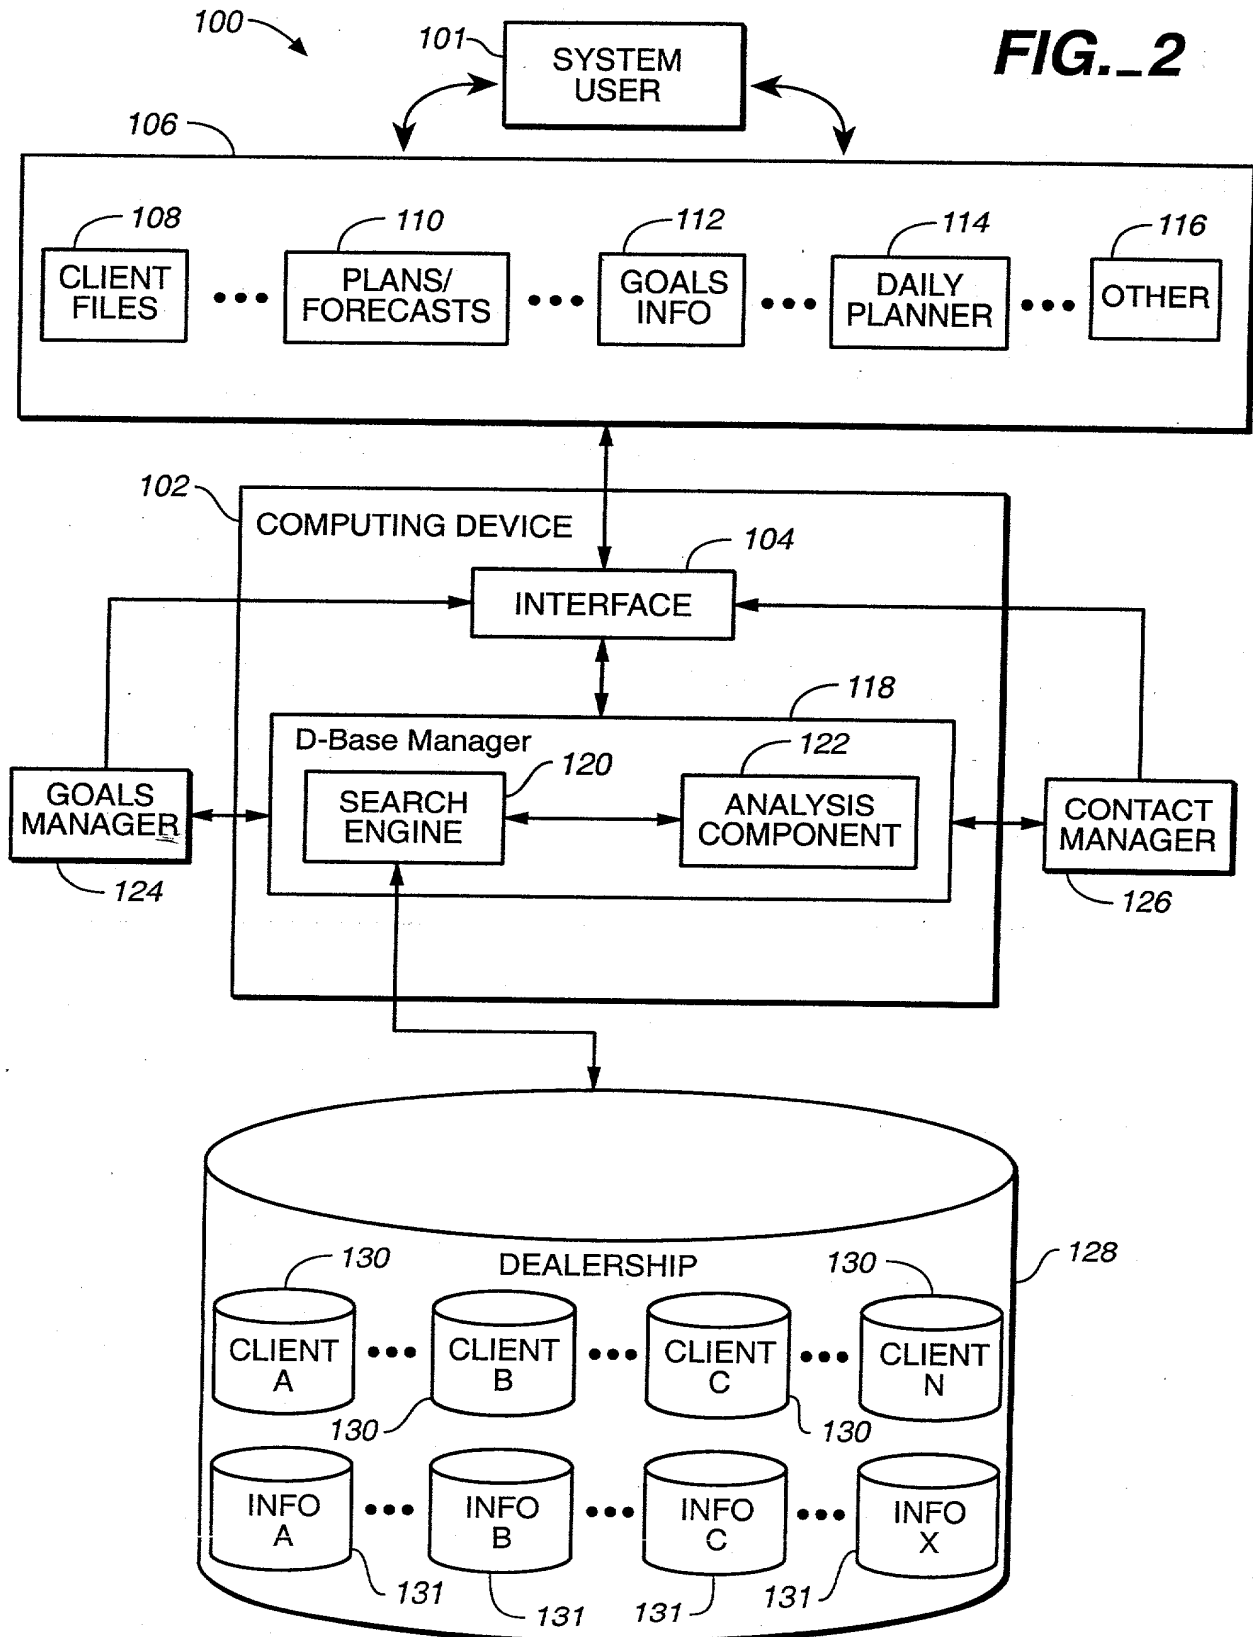 100
101
SYSTEM
USER
FIG._2
106
108
CLIENT
FILES
110
PLANS/
FORECASTS
112
GOALS
INFO
114
DAILY
PLANNER
116
OTHER
102
COMPUTING DEVICE
104
INTERFACE
118
D-Base Manager
120
SEARCH
ENGINE
122
ANALYSIS
COMPONENT
GOALS
MANAGER
124
CONTACT
MANAGER
126
DEALERSHIP
128
130
CLIENT
A
130
CLIENT
B
CLIENT
C
130
130
CLIENT
N
INFO
A
131
INFO
B
131
INFO
C
131
INFO
X
131